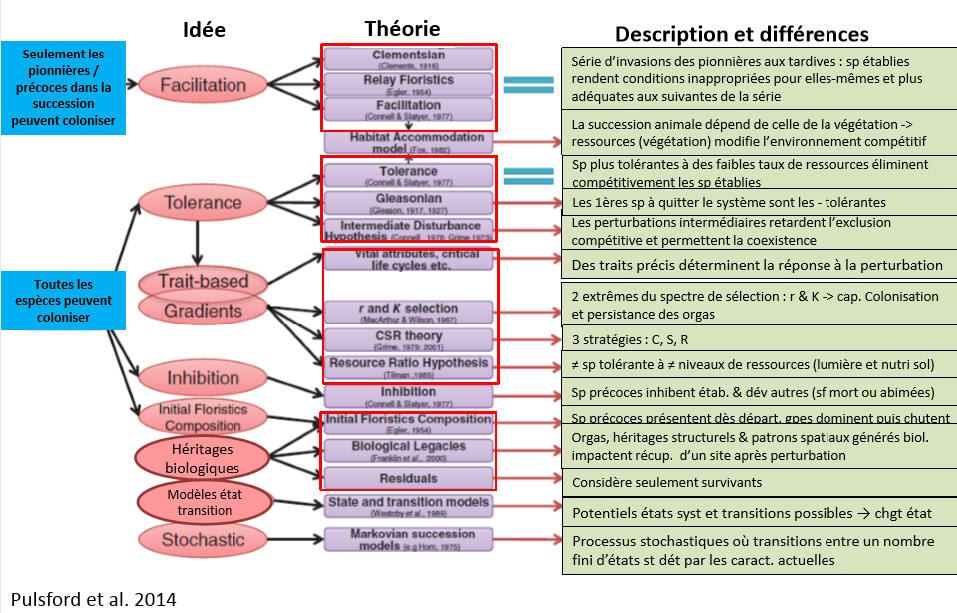 Idée
Théorie
Description et différences
Seulement les
pionnières /
précoces dans la
succession
peuvent coloniser
Facilitation
Clementsian
(Clements, 1916)
Relay Floristics
(Egler, 1954)
Facilitation
(Connell & Slatyer, 1977)
Série d'invasions des pionnières aux tardives : sp établies
rendent conditions inappropriées pour elles-mêmes et plus
adéquates aux suivantes de la série
Habitat Accommodation
model (Fox, 1982)
La succession animale dépend de celle de la végétation ->
ressources (végétation) modifie l'environnement compétitif
Toutes les
espèces peuvent
coloniser
Tolerance
Tolerance
(Connell & Slatyer, 1977)
Sp plus tolérantes à des faibles taux de ressources éliminent
compétitivement les sp établies
Gleasonian
(Gleason, 1917, 1927)
Les 1ères sp à quitter le système sont les - tolérantes
Intermediate Disturbance
Hypothesis (Connell, 1978; Grime 1973)
Les perturbations intermédiaires retardent l'exclusion
compétitive et permettent la coexistence
Trait-based
Gradients
Vital attributes, critical
life cycles etc.
Des traits précis déterminent la réponse à la perturbation
r and K selection
(MacArthur & Wilson, 1967)
2 extrêmes du spectre de sélection : r & K -> cap. Colonisation
et persistance des orgas
CSR theory
(Grime, 1979; 2001)
3 stratégies : C, S, R
Resource Ratio Hypothesis
(Tilman, 1985)
≠ sp tolérante à ≠ niveaux de ressources (lumière et nutri sol)
Inhibition
Inhibition
(Connell & Slatyer, 1977)
Sp précoces inhibent étab. & dév autres (sf mort ou abimées)
Initial Floristics
Composition
Initial Floristics Composition
(Egler, 1954)
Sp précoces présentent dès départ, gpes dominent puis chutent
Héritages
biologiques
Biological Legacies
(Franklin et al., 2000)
Orgas, héritages structurels & patrons spatiaux générés biol.
impactent récup. d'un site après perturbation
Residuals
Considère seulement survivants
Modèles état
transition
State and transition models
(Westoby et al., 1989)
Potentiels états syst et transitions possibles → chgt état
Stochastic
Markovian succession
models (e.g Horn, 1975)
Processus stochastiques où transitions entre un nombre
fini d'états st dét par les caract. actuelles
Pulsford et al. 2014